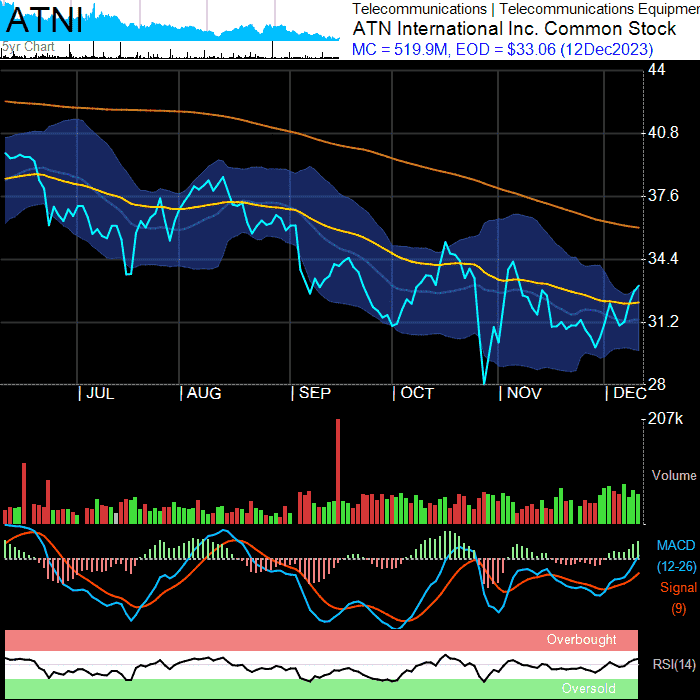 ATNI
5yr Chart
Telecommunications | Telecommunications Equipmen
ATN International Inc. Common Stock
MC = 519.9M, EOD = $33.06 (12Dec2023)
44
40.8
37.6
34.4
31.2
28
JUL
AUG
SEP
OCT
NOV
DEC
207k
Volume
MACD
(12-26)
Signal
(9)
Overbought
RSI(14)
Oversold